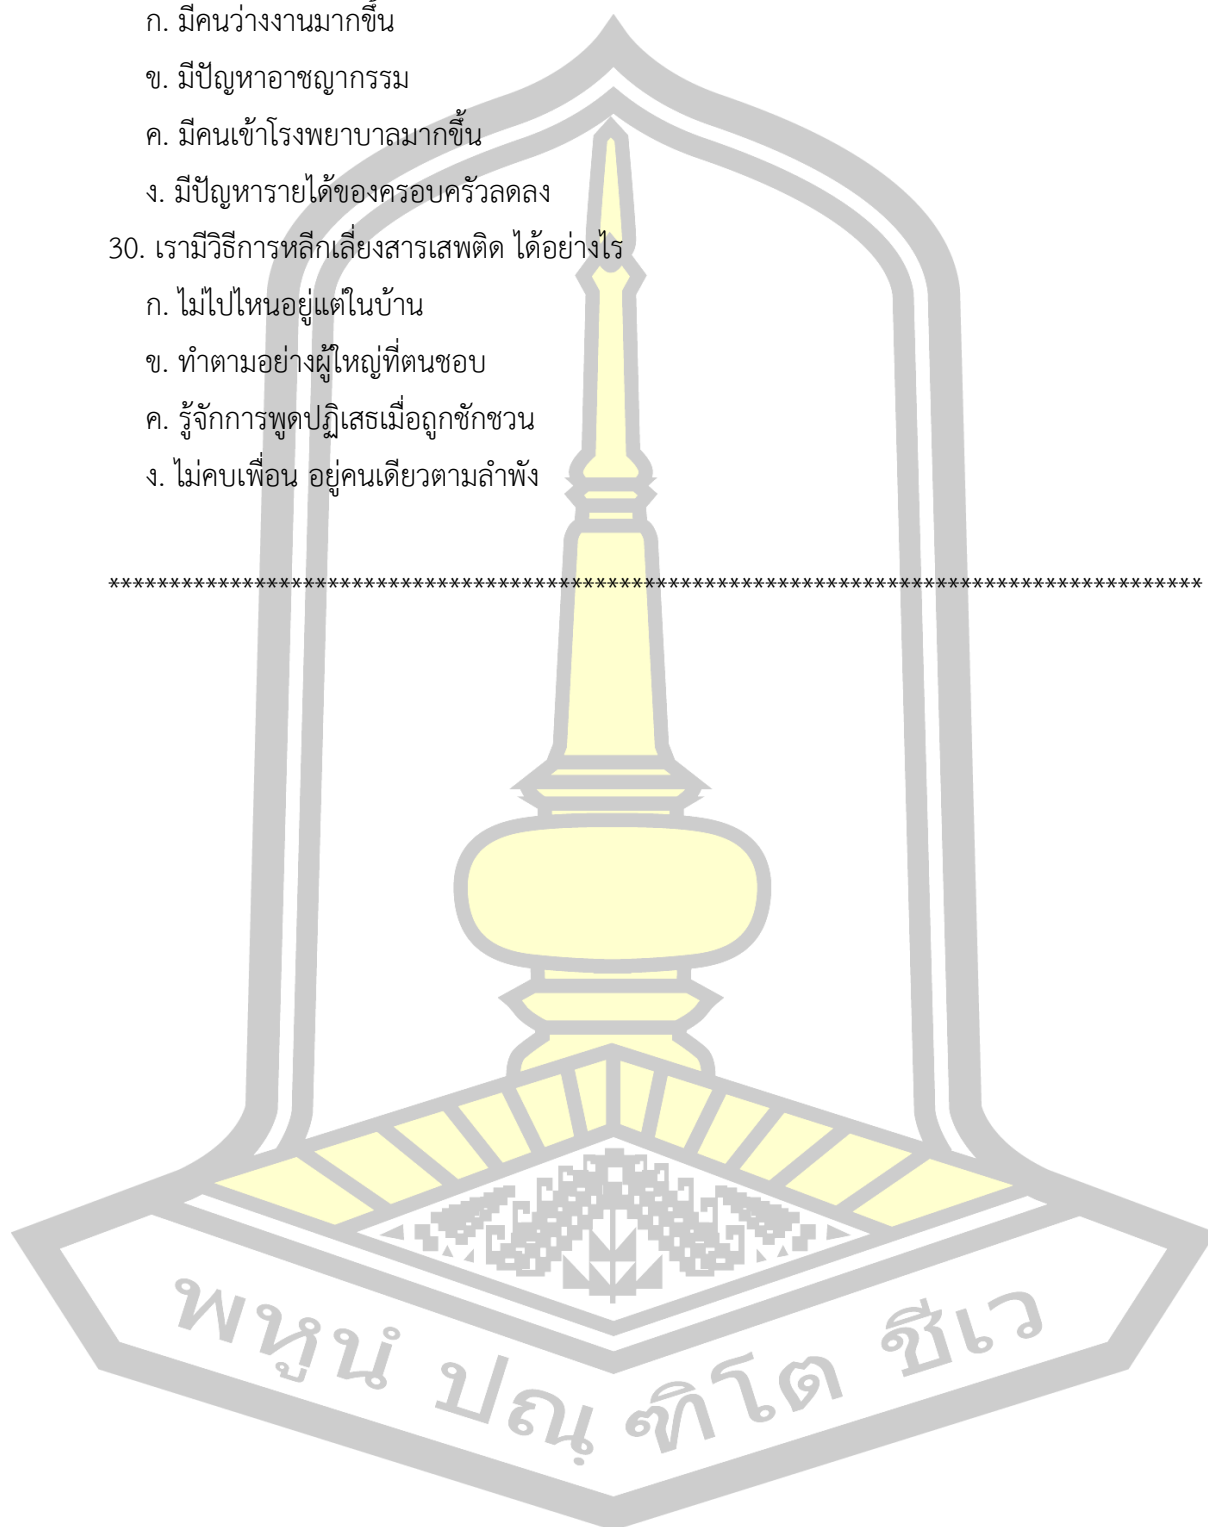 ก. มีคนว่างงานมากขึ้น
ข. มีปัญหาอาชญากรรม
ค. มีคนเข้าโรงพยาบาลมากขึ้น
ง. มีปัญหารายได้ของครอบครัวลดลง
30. เรามีวิธีการหลีกเลี่ยงสารเสพติด ได้อย่างไร
ก. ไม่ไปไหนอยู่แต่ในบ้าน
ข. ทำตามอย่างผู้ใหญ่ที่ตนชอบ
ค. รู้จักการพูดปฏิเสธเมื่อถูกชักชวน
ง. ไม่คบเพื่อน อยู่คนเดียวตามลำพัง
******************************************************************************************
พหูนํ ปณฺฑิโต ชีเว